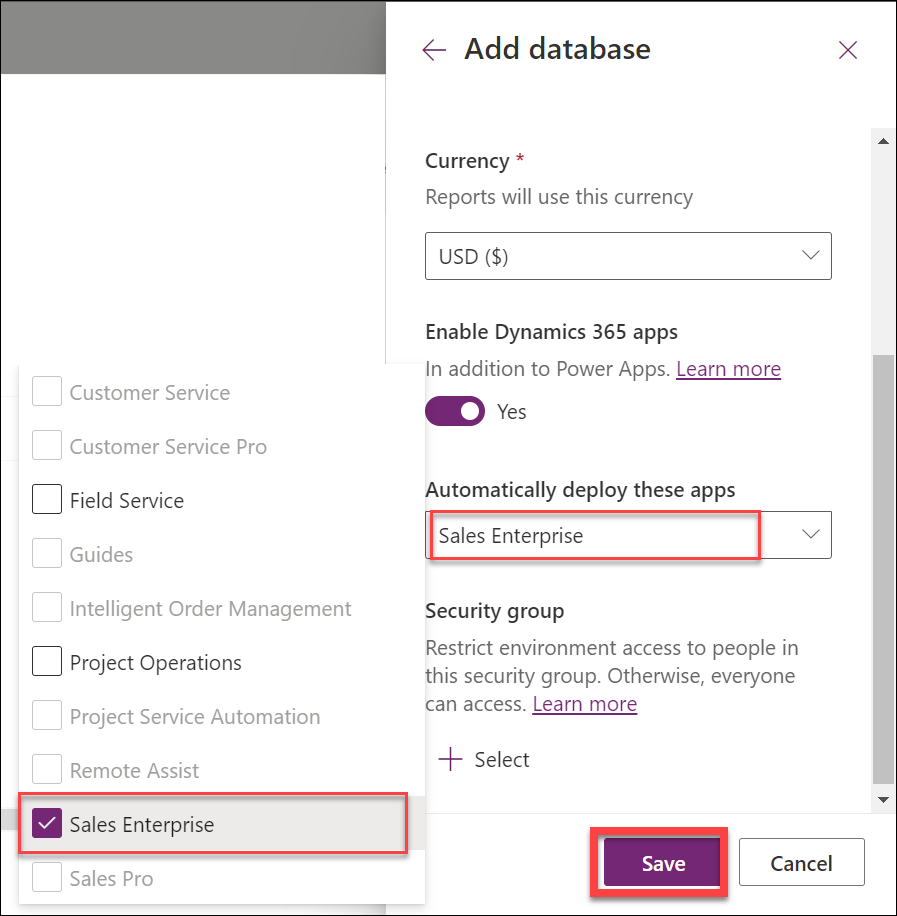 Add database
Currency *
Reports will use this currency
USD ($)
Enable Dynamics 365 apps
In addition to Power Apps. Learn more
Yes
Automatically deploy these apps
Sales Enterprise
Security group
Restrict environment access to people in
this security group. Otherwise, everyone
can access. Learn more
Select
Save
Cancel
Customer Service
Customer Service Pro
Field Service
Guides
Intelligent Order Management
Project Operations
Project Service Automation
Remote Assist
Sales Enterprise
Sales Pro